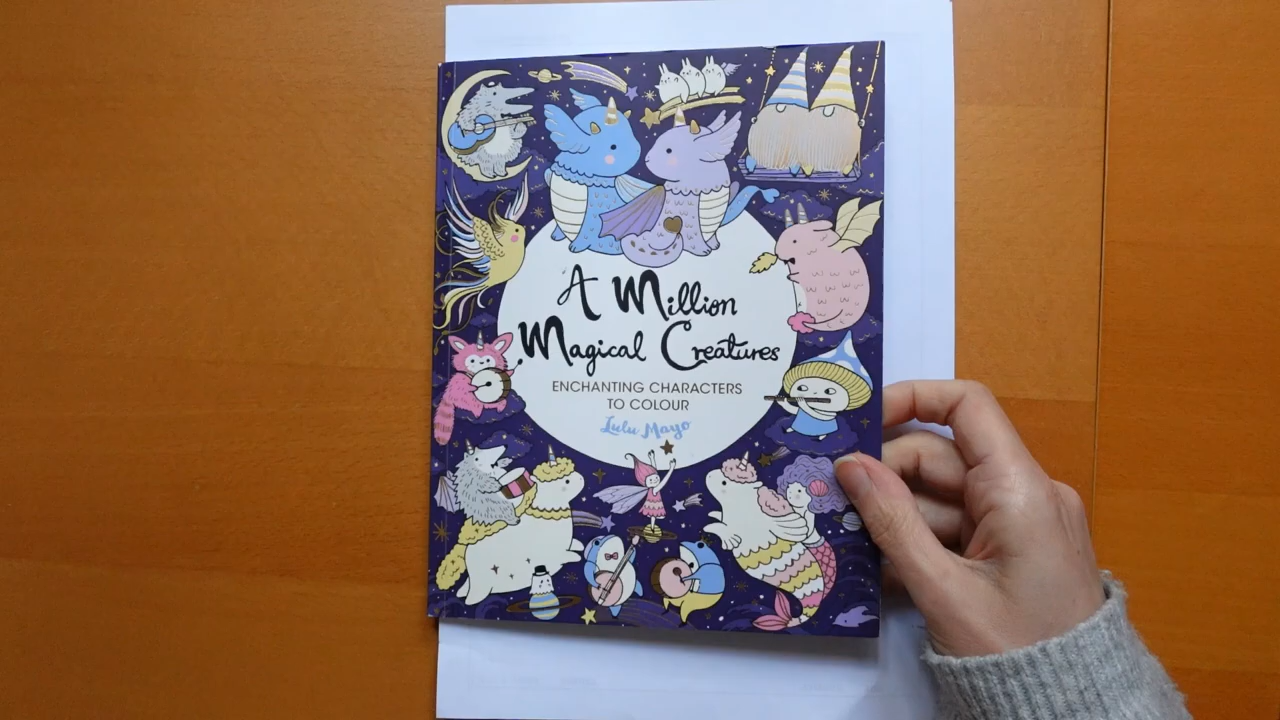 A Million
Magical Creatures
ENCHANTING CHARACTERS
TO COLOUR
Lulu Mayo